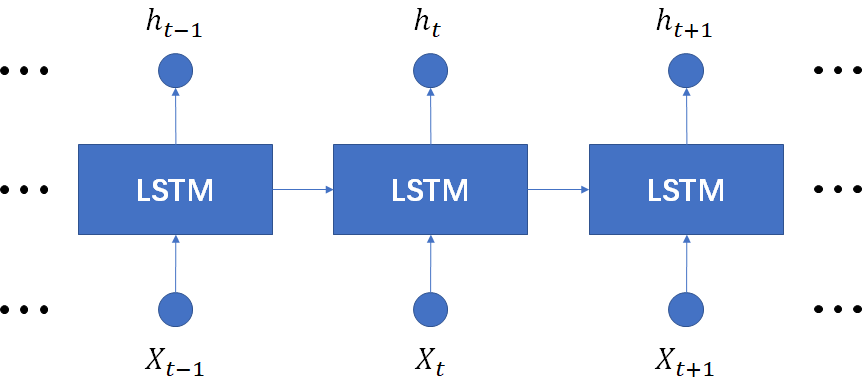 h_{t-1} h_t h_{t+1}
... ...
... LSTM LSTM LSTM ...
... ...
X_{t-1} X_t X_{t+1}